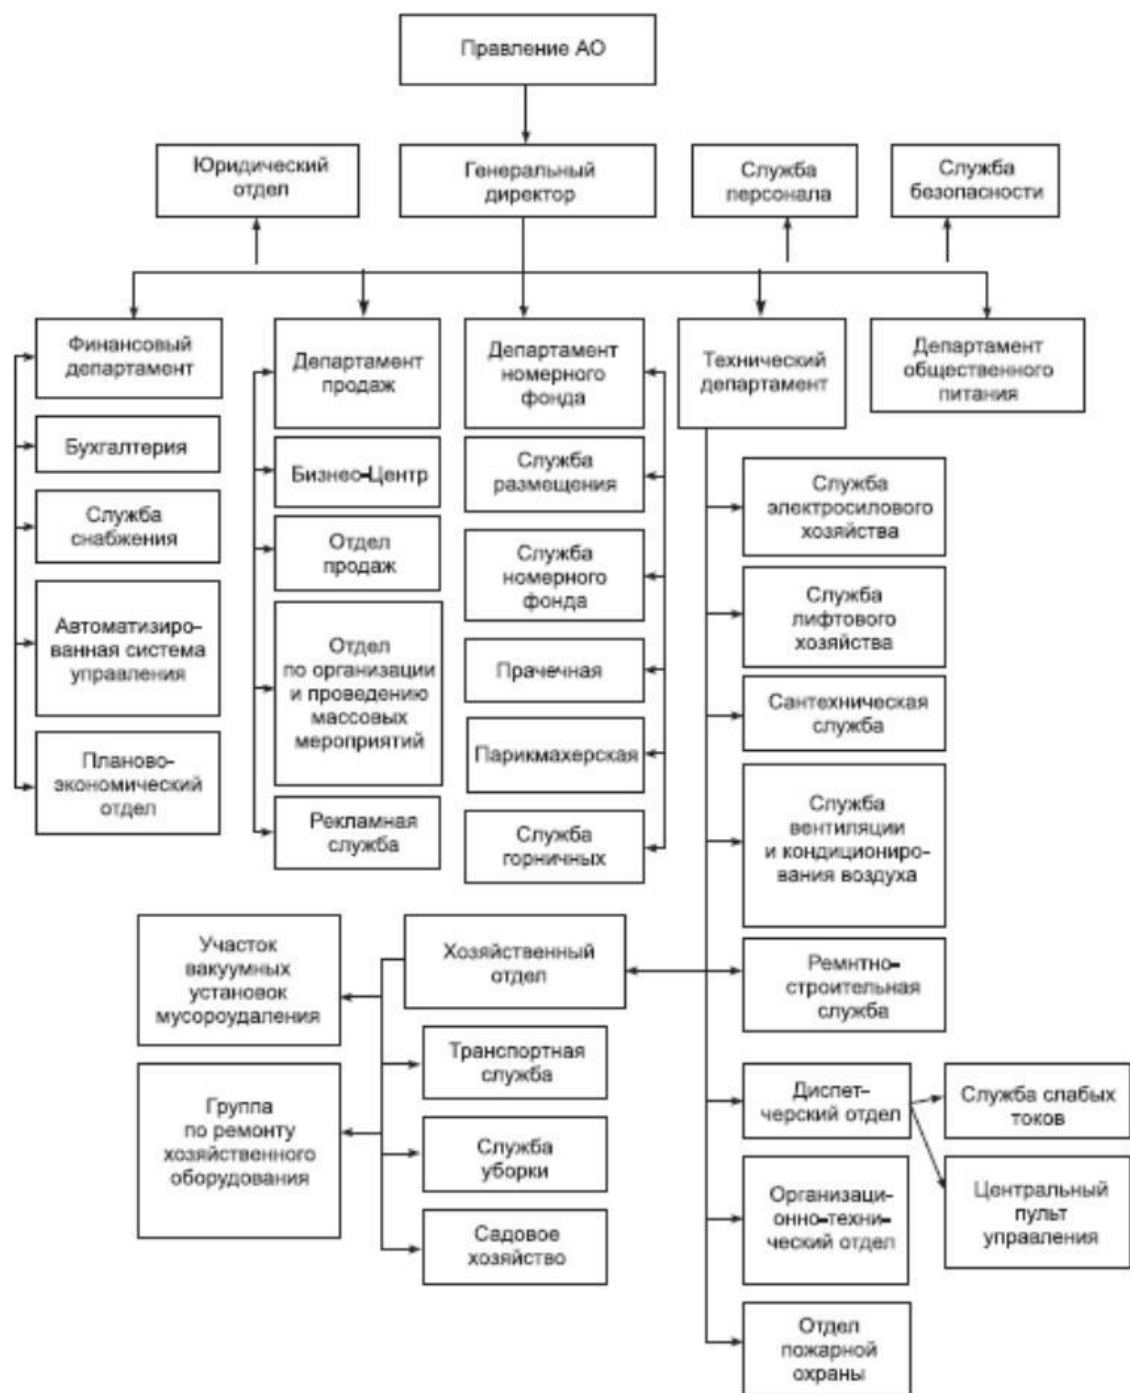 Правление АО
Юридический
отдел
Генеральный
директор
Служба
персонала
Служба
безопасности
Финансовый
департамент
Департамент
продаж
Департамент
номерного
фонда
Технический
департамент
Департамент
общественного
питания
Бухгалтерия
Служба
снабжения
Автоматизиро-
ванная система
управления
Планово-
экономический
отдел
Бизнео-Центр
Отдел
продаж
Отдел
по организации
и проведению
массовых
мероприятий
Рекламная
служба
Служба
размещения
Служба
номерного
фонда
Прачечная
Парикмахерская
Служба
горничных
Служба
электросилового
хозяйства
Служба
лифтового
хозяйства
Сантехническая
служба
Служба
вентиляции
и кондициониро-
вания воздуха
Ремнтно-
строительная
служба
Хозяйственный
отдел
Участок
вакуумных
установок
мусороудаления
Группа
по ремонту
хозяйственного
оборудования
Транспортная
служба
Служба
уборки
Садовое
хозяйство
Диспет-
черский отдел
Служба слабых
токов
Центральный
пульт
управления
Организаци-
онно-техни-
ческий отдел
Отдел
пожарной
охраны